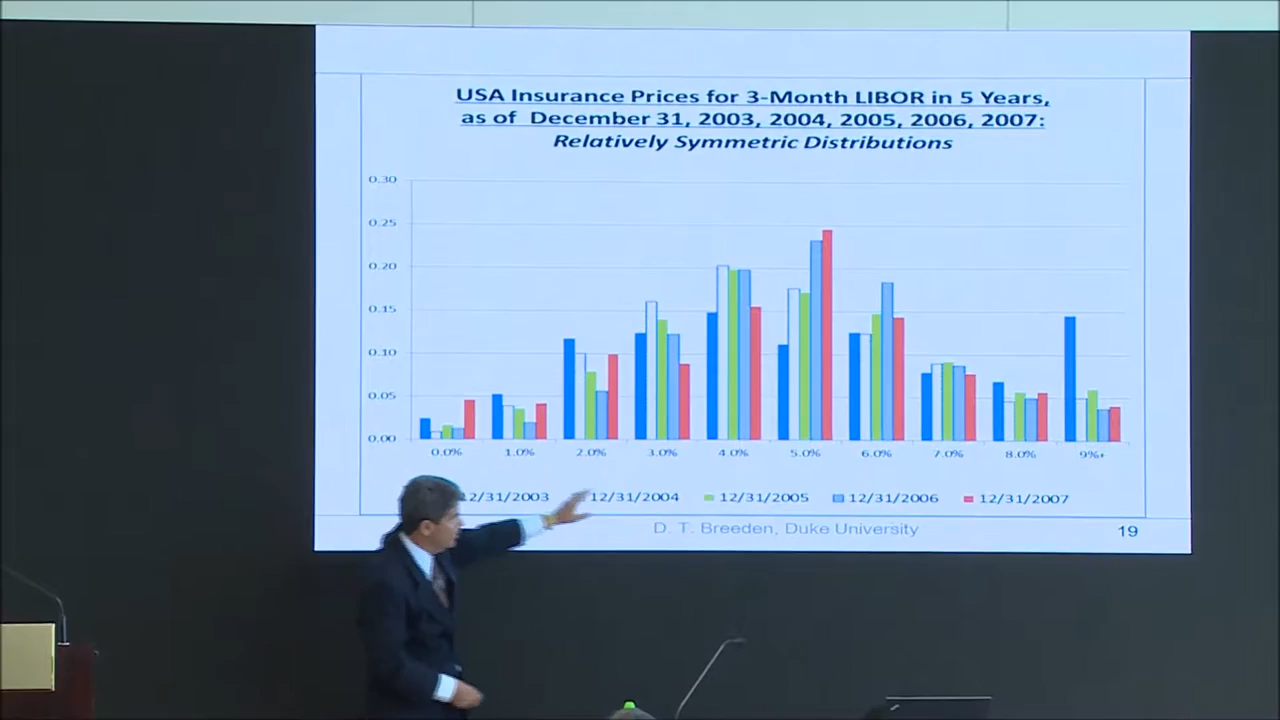 USA Insurance Prices for 3-Month LIBOR in 5 Years,
as of December 31, 2003, 2004, 2005, 2006, 2007:
Relatively Symmetric Distributions
0.30
0.25
0.20
0.15
0.10
0.05
0.00
0.0% 1.0% 2.0% 3.0% 4.0% 5.0% 6.0% 7.0% 8.0% 9%+
12/31/2003 12/31/2004 12/31/2005 12/31/2006 12/31/2007
D. T. Breeden, Duke University 19